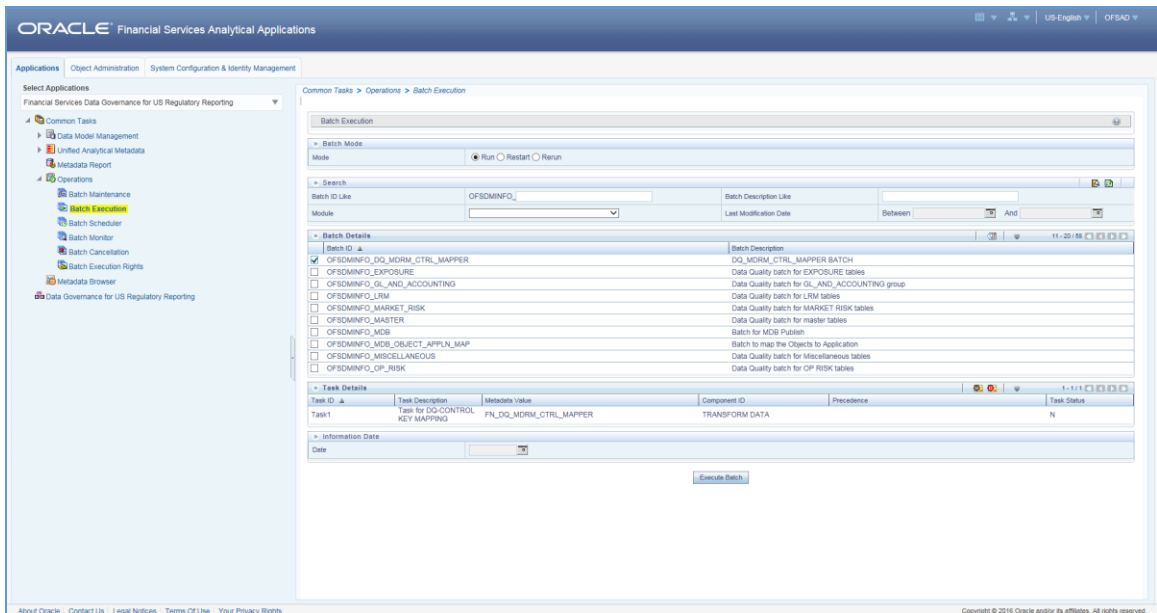 ORACLE Financial Services Analytical Applications
US-English OFSAD
Applications Object Administration System Configuration & Identity Management
Select Applications
Financial Services Data Governance for US Regulatory Reporting
Common Tasks
Data Model Management
Unified Analytical Metadata
Metadata Report
Operations
Batch Maintenance
Batch Execution
Batch Scheduler
Batch Monitor
Batch Cancellation
Batch Execution Rights
Metadata Browser
Data Governance for US Regulatory Reporting
Common Tasks > Operations > Batch Execution
Batch Execution
Batch Mode
Mode Run Restart Rerun
Search
Batch ID Like OFSDMINFO_ Batch Description Like
Module Last Modification Date Between And
Batch Details 11 - 20 / 56
Batch ID Batch Description
OFSDMINFO_DQ_MDRM_CTRL_MAPPER DQ_MDRM_CTRL_MAPPER BATCH
OFSDMINFO_EXPOSURE Data Quality batch for EXPOSURE tables
OFSDMINFO_GL_AND_ACCOUNTING Data Quality batch for GL_AND_ACCOUNTING group
OFSDMINFO_LRM Data Quality batch for LRM tables
OFSDMINFO_MARKET_RISK Data Quality batch for MARKET RISK tables
OFSDMINFO_MASTER Data Quality batch for master tables
OFSDMINFO_MDB Batch for MDB Publish
OFSDMINFO_MDB_OBJECT_APPLN_MAP Batch to map the Objects to Application
OFSDMINFO_MISCELLANEOUS Data Quality batch for Miscellaneous tables
OFSDMINFO_OP_RISK Data Quality batch for OP RISK tables
Task Details 1 - 1 / 1
Task ID Task Description Metadata Value Component ID Precedence Task Status
Task1 Task for DQ-CONTROL KEY MAPPING FN_DQ_MDRM_CTRL_MAPPER TRANSFORM DATA N
Information Date
Date
Execute Batch
About Oracle | Contact Us | Legal Notices | Terms Of Use | Your Privacy Rights
Copyright © 2016 Oracle and/or its affiliates. All rights reserved.